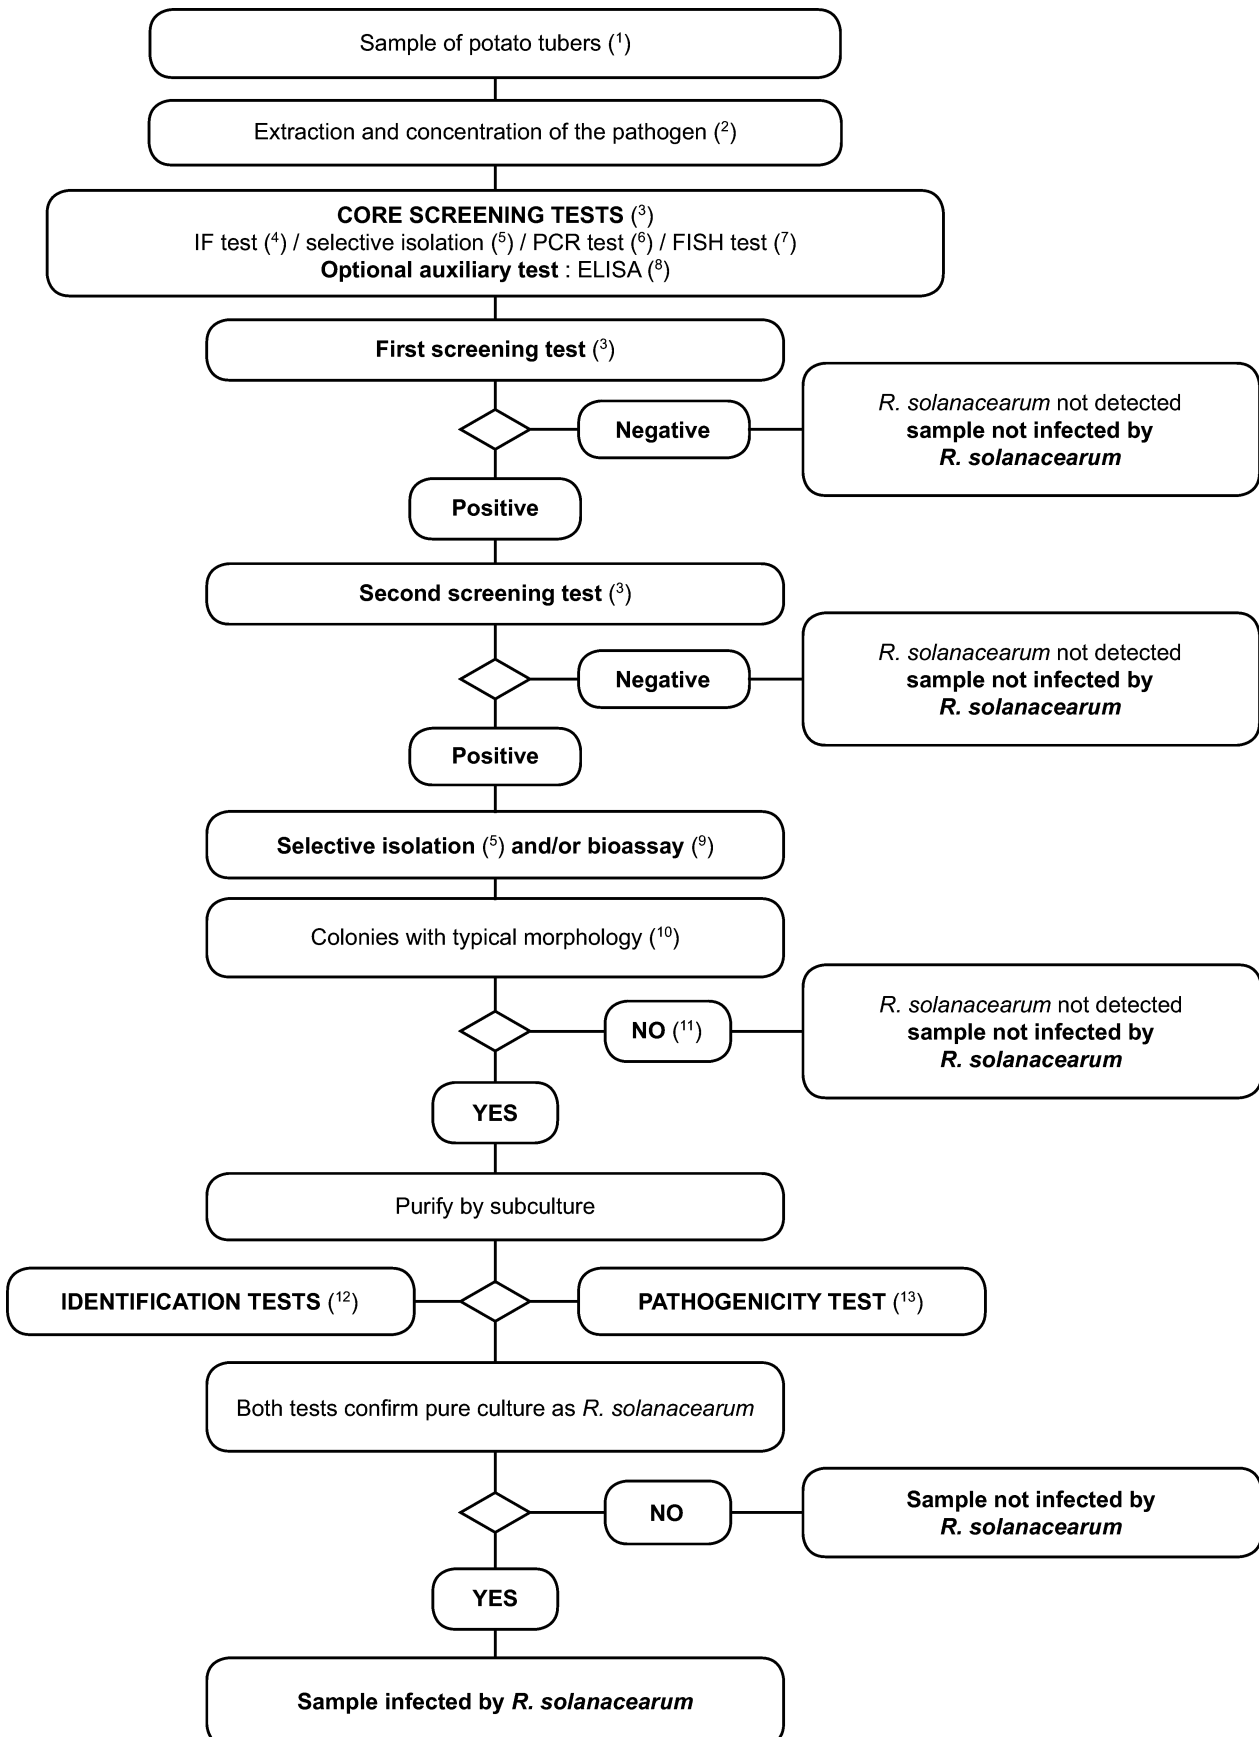 Sample of potato tubers (1)
Extraction and concentration of the pathogen (2)
CORE SCREENING TESTS (3)
IF test (4) / selective isolation (5) / PCR test (6) / FISH test (7)
Optional auxiliary test : ELISA (8)
First screening test (3)
Negative
R. solanacearum not detected
sample not infected by
R. solanacearum
Positive
Second screening test (3)
Negative
R. solanacearum not detected
sample not infected by
R. solanacearum
Positive
Selective isolation (5) and/or bioassay (9)
Colonies with typical morphology (10)
NO (11)
R. solanacearum not detected
sample not infected by
R. solanacearum
YES
Purify by subculture
IDENTIFICATION TESTS (12)
PATHOGENICITY TEST (13)
Both tests confirm pure culture as R. solanacearum
NO
Sample not infected by
R. solanacearum
YES
Sample infected by R. solanacearum